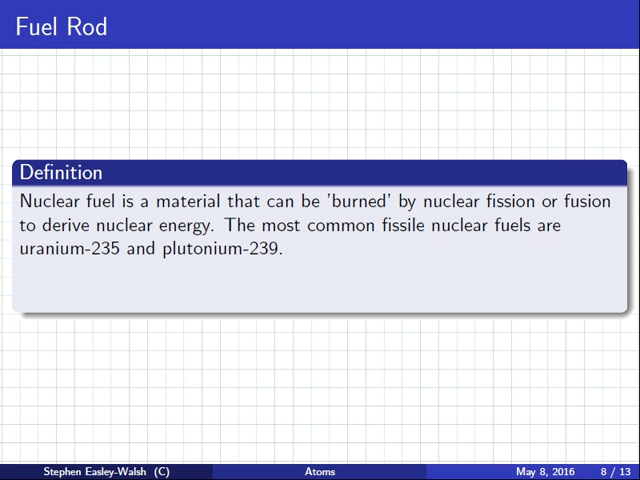 Fuel Rod
Definition
Nuclear fuel is a material that can be 'burned' by nuclear fission or fusion
to derive nuclear energy. The most common fissile nuclear fuels are
uranium-235 and plutonium-239.
Stephen Easley-Walsh (C) Atoms May 8, 2016 8 / 13